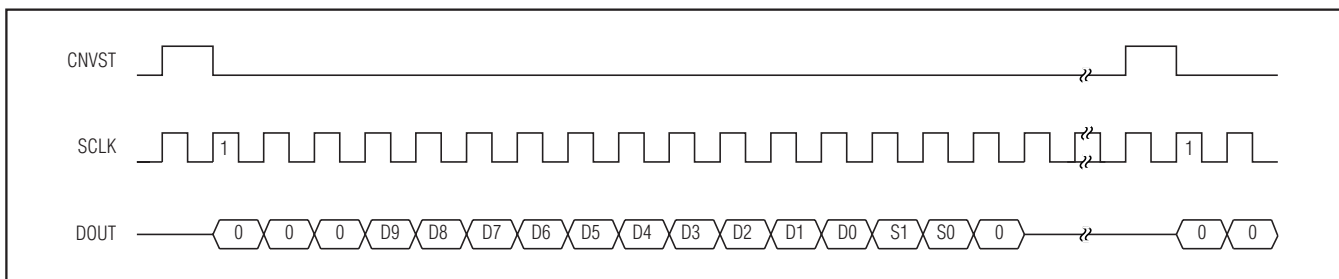 CNVST
SCLK 1 1
DOUT 0 0 0 D9 D8 D7 D6 D5 D4 D3 D2 D1 D0 S1 S0 0 0 0